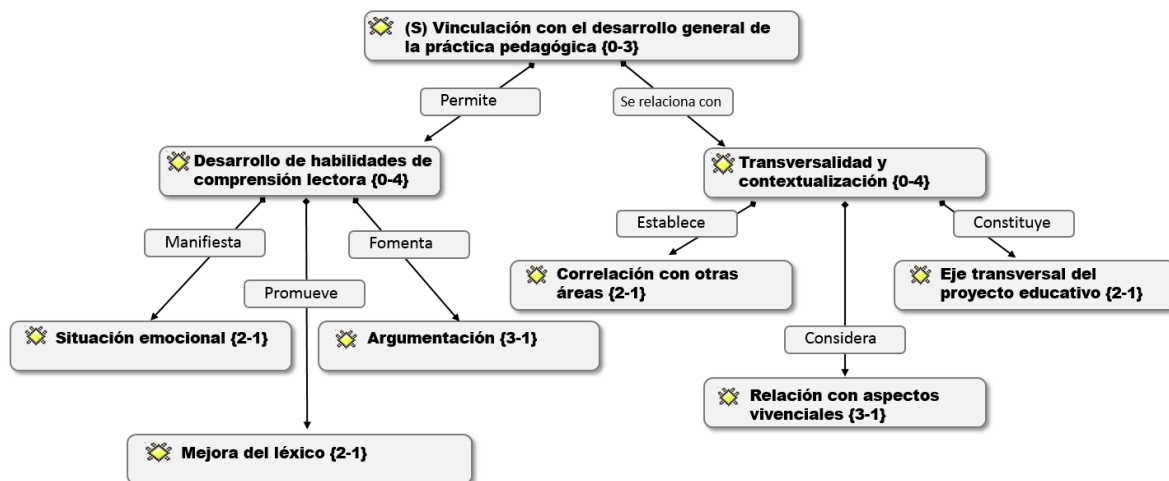 (S) Vinculación con el desarrollo general de
la práctica pedagógica {0-3}
Permite
Se relaciona con
Desarrollo de habilidades de
comprensión lectora {0-4}
Transversalidad y
contextualización {0-4}
Manifiesta
Fomenta
Promueve
Establece
Constituye
Correlación con otras
áreas {2-1}
Eje transversal del
proyecto educativo {2-1}
Situación emocional {2-1}
Argumentación {3-1}
Considera
Relación con aspectos
vivenciales {3-1}
Mejora del léxico {2-1}